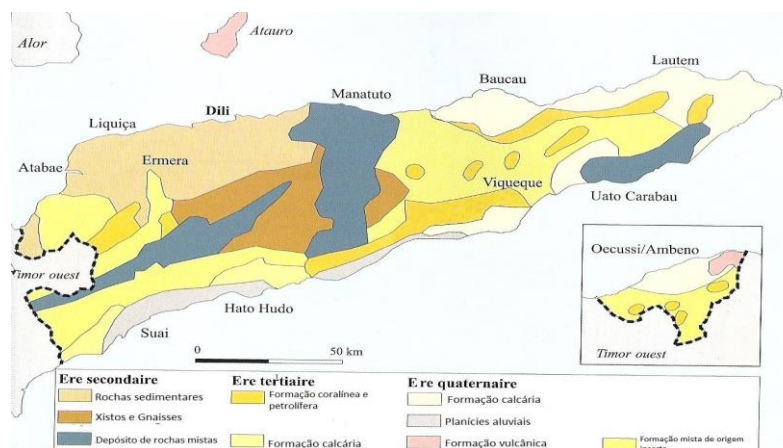 Alor
Atauro
Lautem
Baucau
Manatuto
Dili
Liquiça
Atabae
Ermera
Viqueque
Uato Carabau
Oecussi/Ambeno
Timor ouest
Timor ouest
Hato Hudo
Suai
0 50 km
Ere secondaire
Rochas sedimentares
Xistos e Gnaisses
Depósito de rochas mistas
Ere tertiaire
Formação coralínea e
petrolífera
Formação calcária
Ere quaternaire
Formação calcária
Planícies aluviais
Formação vulcânica
Formação mista de origem